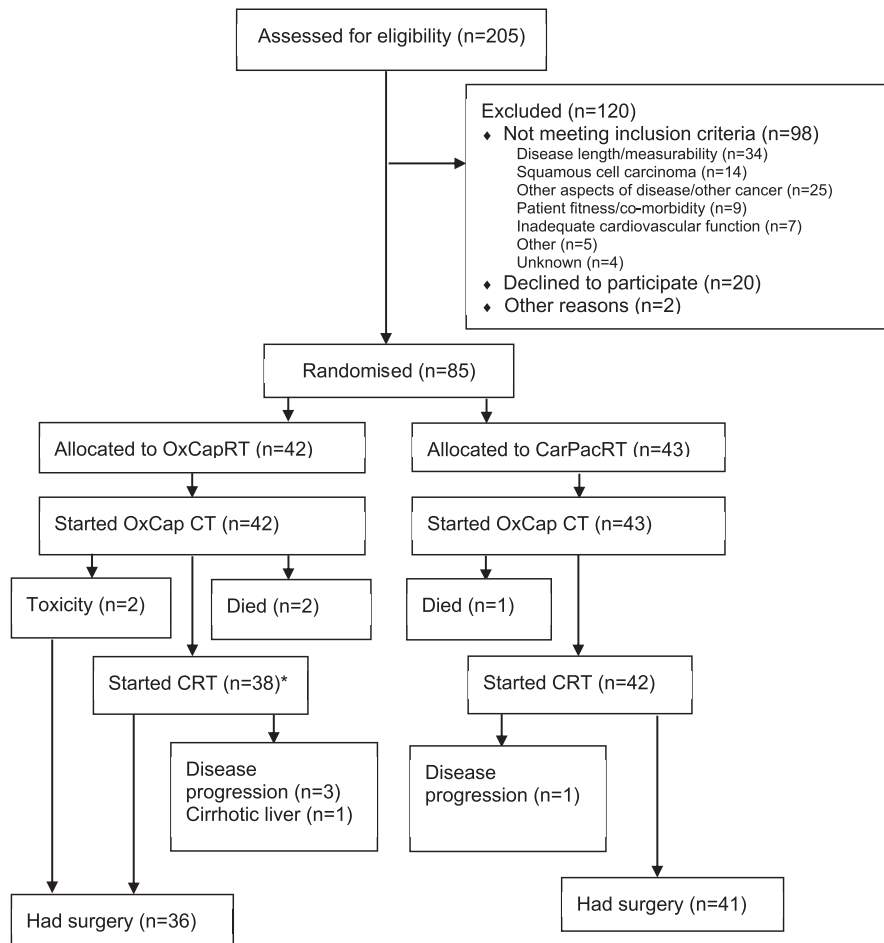 Assessed for eligibility (n=205)
Excluded (n=120)
♦ Not meeting inclusion criteria (n=98)
Disease length/measurability (n=34)
Squamous cell carcinoma (n=14)
Other aspects of disease/other cancer (n=25)
Patient fitness/co-morbidity (n=9)
Inadequate cardiovascular function (n=7)
Other (n=5)
Unknown (n=4)
♦ Declined to participate (n=20)
♦ Other reasons (n=2)
Randomised (n=85)
Allocated to OxCapRT (n=42)
Allocated to CarPacRT (n=43)
Started OxCap CT (n=42)
Started OxCap CT (n=43)
Toxicity (n=2)
Died (n=2)
Died (n=1)
Started CRT (n=38)*
Started CRT (n=42)
Disease
progression (n=3)
Cirrhotic liver (n=1)
Disease
progression (n=1)
Had surgery (n=36)
Had surgery (n=41)